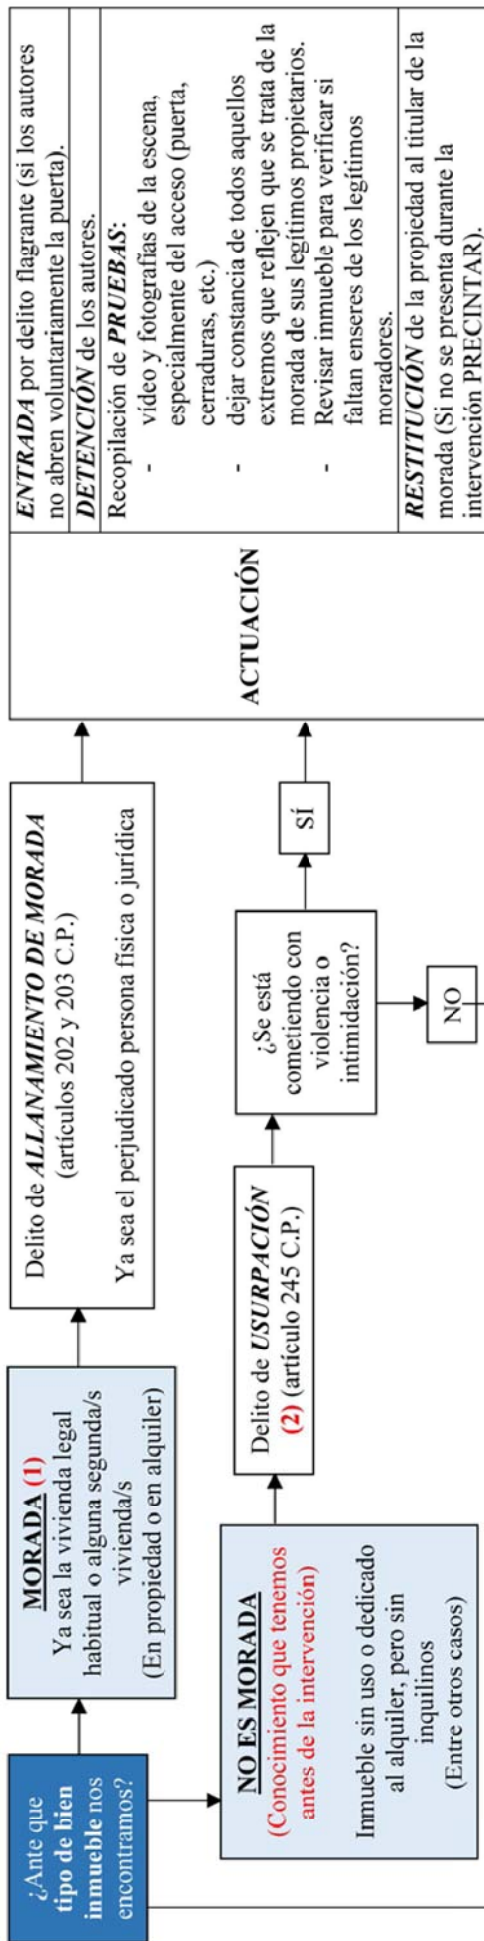 ¿Ante que
tipo de bien
inmueble nos
encontramos?
MORADA (1)
Ya sea la vivienda legal
habitual o alguna segunda/s
vivienda/s
(En propiedad o en alquiler)
Delito de ALLANAMIENTO DE MORADA
(artículos 202 y 203 C.P.)
Ya sea el perjudicado persona física o jurídica
NO ES MORADA
(Conocimiento que tenemos
antes de la intervención)
Inmueble sin uso o dedicado
al alquiler, pero sin
inquilinos
(Entre otros casos)
Delito de USURPACIÓN
(2) (artículo 245 C.P.)
¿Se está
cometiendo con
violencia o
intimidación?
SÍ
NO
ACTUACIÓN
ENTRADA por delito flagrante (si los autores
no abren voluntariamente la puerta).
DETENCIÓN de los autores.
Recopilación de PRUEBAS:
- vídeo y fotografías de la escena,
especialmente del acceso (puerta,
cerraduras, etc.)
- dejar constancia de todos aquellos
extremos que reflejen que se trata de la
morada de sus legítimos propietarios.
- Revisar inmueble para verificar si
faltan enseres de los legítimos
moradores.
RESTITUCIÓN de la propiedad al titular de la
morada (Si no se presenta durante la
intervención PRECINTAR).